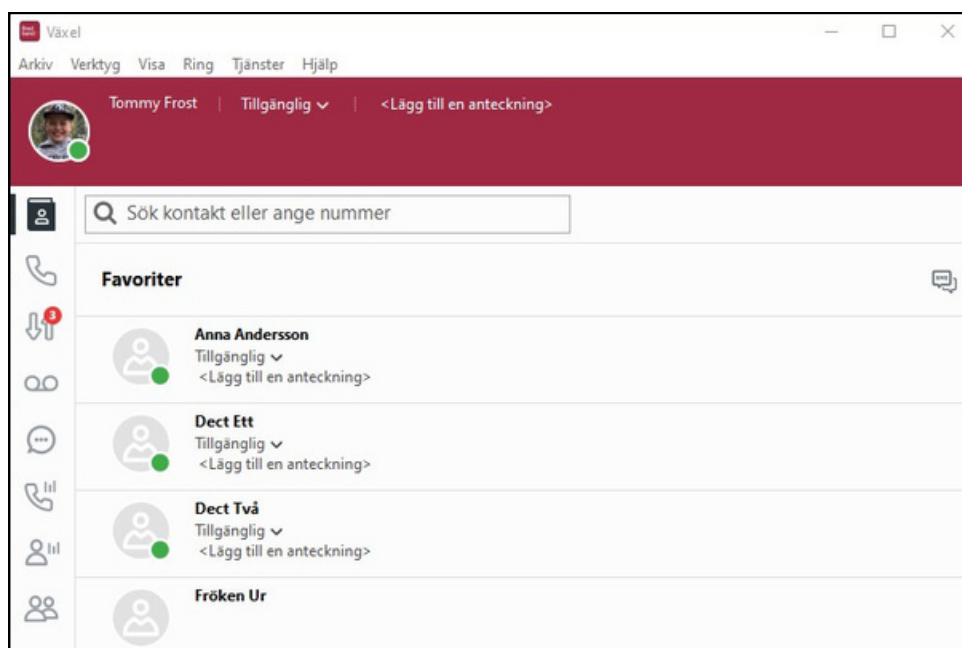 Växel
Arkiv Verktyg Visa Ring Tjänster Hjälp
Tommy Frost | Tillgänglig | <Lägg till en anteckning>
Sök kontakt eller ange nummer
Favoriter
3
Anna Andersson
Tillgänglig
<Lägg till en anteckning>
Dect Ett
Tillgänglig
<Lägg till en anteckning>
Dect Två
Tillgänglig
<Lägg till en anteckning>
Fröken Ur